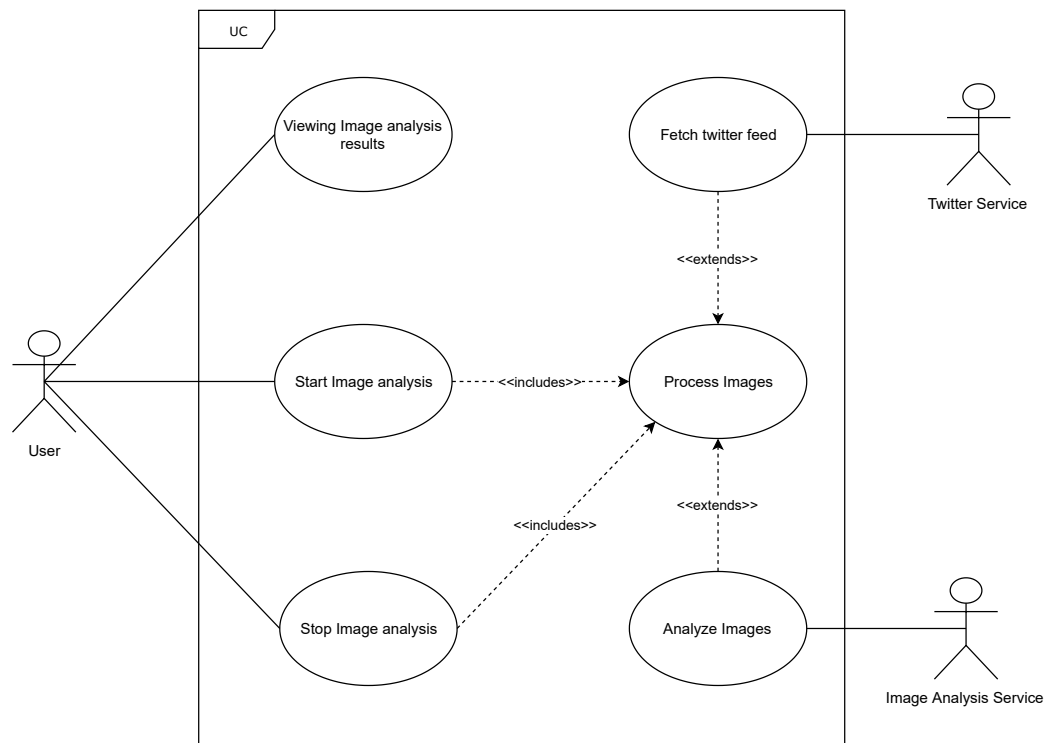 UC
Viewing Image analysis
results
Fetch twitter feed
Twitter Service
<<extends>>
User
Start Image analysis
<<includes>>
Process Images
<<extends>>
<<includes>>
Stop Image analysis
Analyze Images
Image Analysis Service